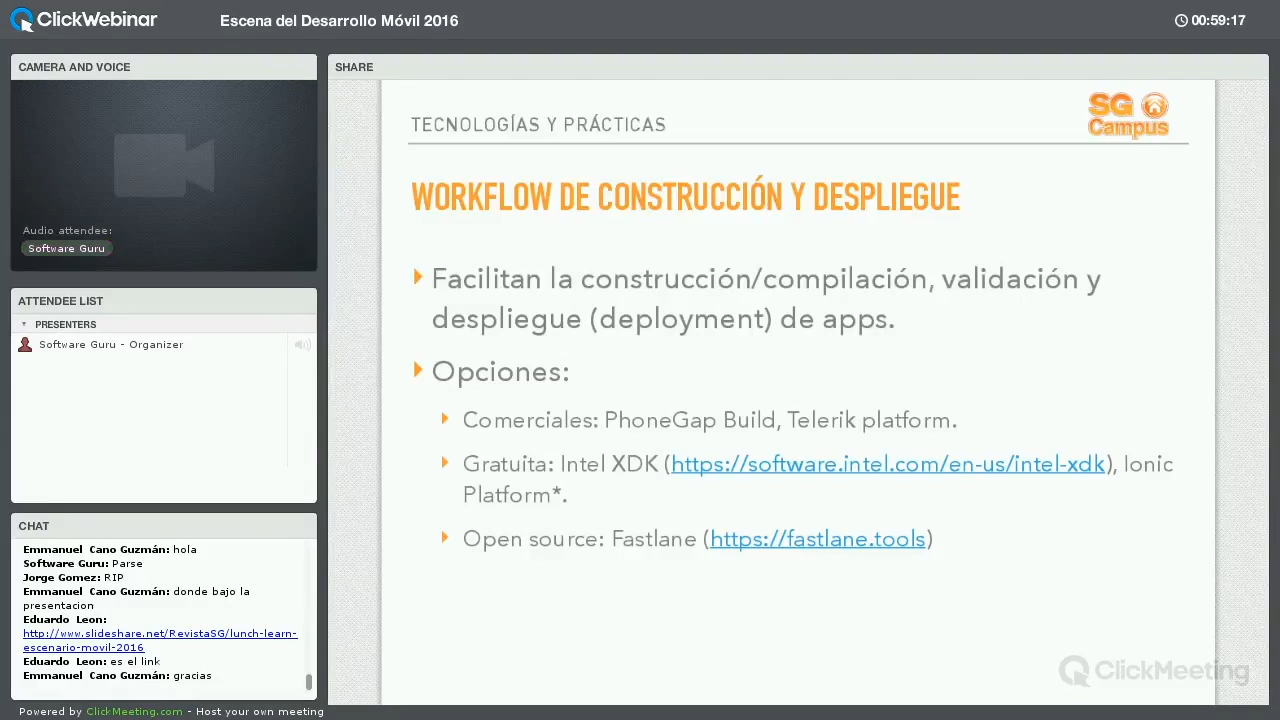 ClickWebinar
Escena del Desarrollo Móvil 2016
00:59:17
CAMERA AND VOICE
Audio attendee:
Software Guru
ATTENDEE LIST
PRESENTERS
Software Guru - Organizer
CHAT
Emmanuel Cano Guzmán: hola
Software Guru: Parse
Jorge Gomez: RIP
Emmanuel Cano Guzmán: donde bajo la
presentacion
Eduardo Leon:
http://www.slideshare.net/RevistaSG/lunch-learn-
escenario-movil-2016
Eduardo Leon: es el link
Emmanuel Cano Guzmán: gracias
SHARE
TECNOLOGÍAS Y PRÁCTICAS
SG
Campus
WORKFLOW DE CONSTRUCCIÓN Y DESPLIEGUE
Facilitan la construcción/compilación, validación y
despliegue (deployment) de apps.
Opciones:
Comerciales: PhoneGap Build, Telerik platform.
Gratuita: Intel XDK (https://software.intel.com/en-us/intel-xdk), Ionic
Platform*.
Open source: Fastlane (https://fastlane.tools)
ClickMeeting
Powered by ClickMeeting.com - Host your own meeting